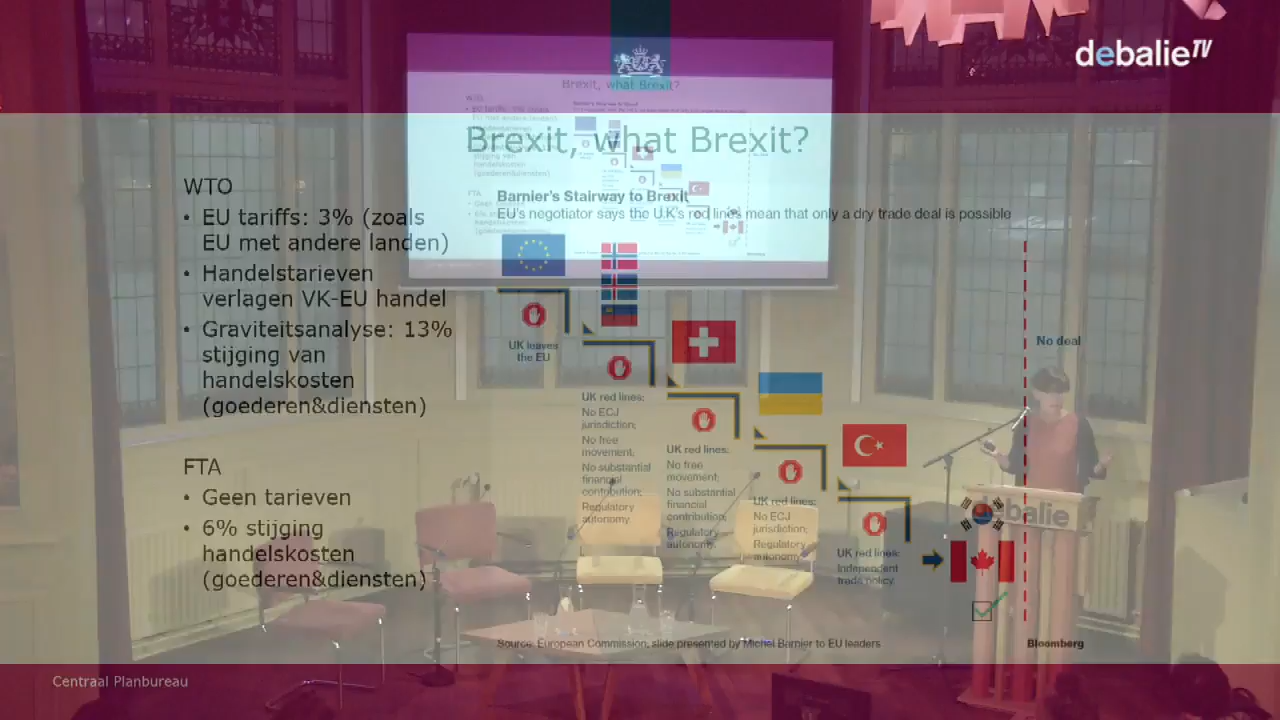 debalie TV
Brexit, what Brexit?
Brexit, what Brexit?
WTO
• EU tariffs: 3% (zoals
EU met andere landen)
• Handelstarieven
verlagen VK-EU handel
• Graviteitsanalyse: 13%
stijging van
handelskosten
(goederen&diensten)
FTA
• Geen tarieven
• 6% stijging
handelskosten
(goederen&diensten)
Barnier's Stairway to Brexit
EU's negotiator says the U.K's red lines mean that only a dry trade deal is possible
UK leaves
the EU
UK red lines:
No ECJ
jurisdiction;
No free
movement;
No substantial
financial
contribution;
Regulatory
autonomy.
UK red lines:
No free
movement;
No substantial
financial
contribution;
Regulatory
autonomy.
UK red lines:
No ECJ
jurisdiction;
Regulatory
autonomy.
UK red lines:
Independent
trade policy.
No deal
debalie
Source: European Commission, slide presented by Michel Barnier to EU leaders
Bloomberg
Centraal Planbureau